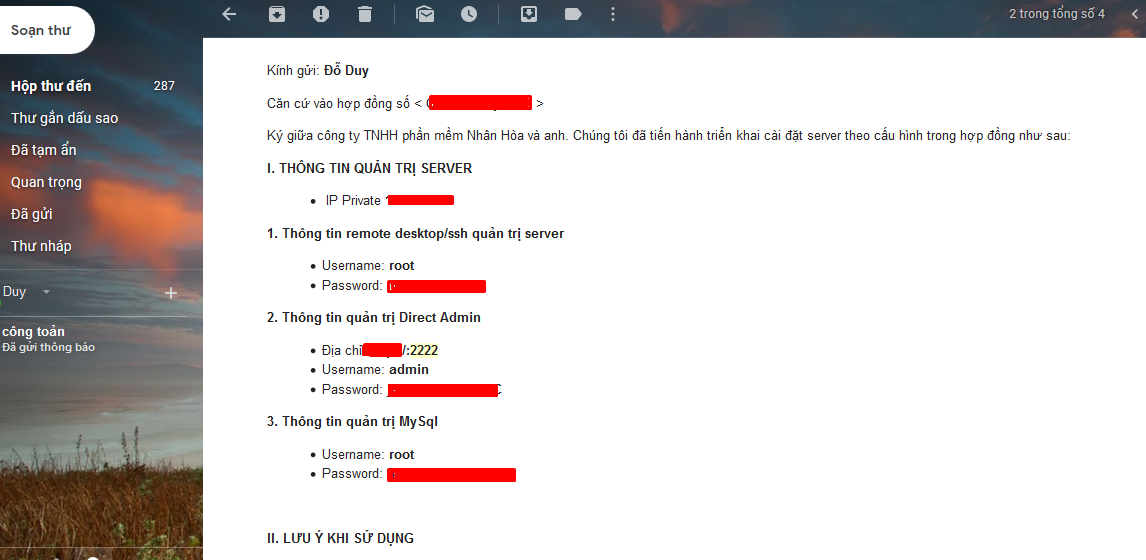 2 trong tổng số 4
Soạn thư
Hộp thư đến 287
Thư gắn dấu sao
Đã tạm ẩn
Quan trọng
Đã gửi
Thư nháp
Duy
công toản
Đã gửi thông báo
Kính gửi: Đỗ Duy
Căn cứ vào hợp đồng số < >
Ký giữa công ty TNHH phần mềm Nhân Hòa và anh. Chúng tôi đã tiến hành triển khai cài đặt server theo cấu hình trong hợp đồng như sau:
I. THÔNG TIN QUẢN TRỊ SERVER
• IP Private
1. Thông tin remote desktop/ssh quản trị server
• Username: root
• Password:
2. Thông tin quản trị Direct Admin
• Địa chỉ /:2222
• Username: admin
• Password:
3. Thông tin quản trị MySql
• Username: root
• Password:
II. LƯU Ý KHI SỬ DỤNG